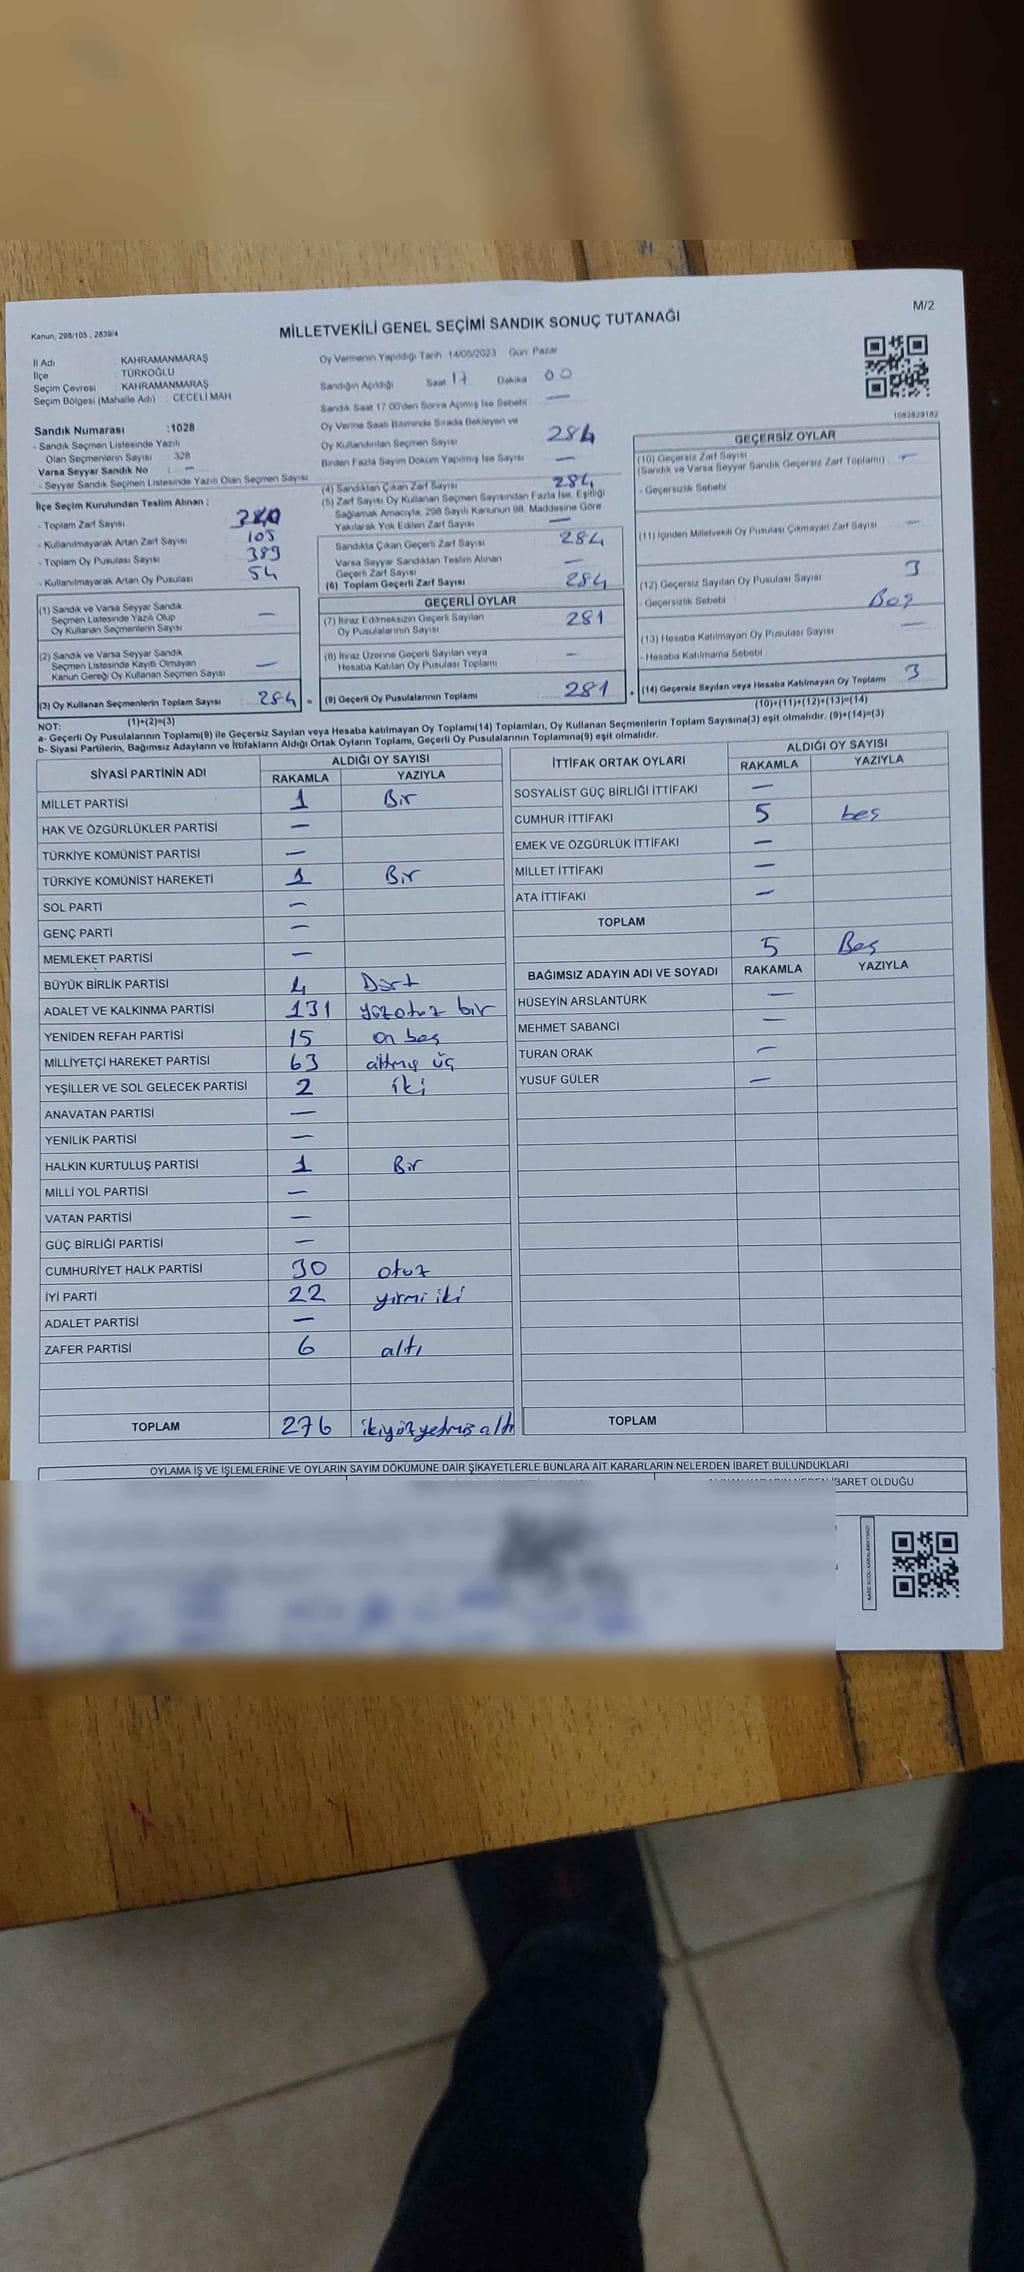 M/2
Kanun, 298/105 , 2839/4
MİLLETVEKİLİ GENEL SEÇİMİ SANDIK SONUÇ TUTANAĞI
İl Adı KAHRAMANMARAŞ
İlçe TÜRKOĞLU
Seçim Çevresi KAHRAMANMARAŞ
Seçim Bölgesi (Mahalle Adı) : CECELİ MAH
Sandık Numarası :1028
- Sandık Seçmen Listesinde Yazılı
Olan Seçmenlerin Sayısı : 328
Varsa Seyyar Sandık No : —
- Seyyar Sandık Seçmen Listesinde Yazılı Olan Seçmen Sayısı
İlçe Seçim Kurulundan Teslim Alınan :
- Toplam Zarf Sayısı
- Kullanılmayarak Artan Zarf Sayısı 105
- Toplam Oy Pusulası Sayısı 389
- Kullanılmayarak Artan Oy Pusulası 54
(1) Sandık ve Varsa Seyyar Sandık
Seçmen Listesinde Yazılı Olup
Oy Kullanan Seçmenlerin Sayısı —
(2) Sandık ve Varsa Seyyar Sandık
Seçmen Listesinde Kayıtlı Olmayan
Kanun Gereği Oy Kullanan Seçmen Sayısı —
(3) Oy Kullanan Seçmenlerin Toplam Sayısı 284 =
(1)+(2)=(3)
Oy Vermenin Yapıldığı Tarih 14/05/2023 Gün: Pazar
Sandığın Açıldığı Saat 17 Dakika 00
Sandık Saat 17.00'den Sonra Açılmış İse Sebebi : —
Oy Verme Saati Bitiminde Sırada Bekleyen ve
Oy Kullandırılan Seçmen Sayısı 284
Birden Fazla Sayım Döküm Yapılmış İse Sayısı —
(4) Sandıktan Çıkan Zarf Sayısı 284
(5) Zarf Sayısı Oy Kullanan Seçmen Sayısından Fazla İse, Eşitliği
Sağlamak Amacıyla, 298 Sayılı Kanunun 98. Maddesine Göre
Yakılarak Yok Edilen Zarf Sayısı —
Sandıkta Çıkan Geçerli Zarf Sayısı 284
Varsa Seyyar Sandıktan Teslim Alınan
Geçerli Zarf Sayısı —
(6) Toplam Geçerli Zarf Sayısı 284
GEÇERLİ OYLAR
(7) İtiraz Edilmeksizin Geçerli Sayılan
Oy Pusulalarının Sayısı 281
(8) İtiraz Üzerine Geçerli Sayılan veya
Hesaba Katılan Oy Pusulası Toplamı —
(9) Geçerli Oy Pusulalarının Toplamı 281 +
1083829182
GEÇERSİZ OYLAR
(10) Geçersiz Zarf Sayısı
(Sandık ve Varsa Seyyar Sandık Geçersiz Zarf Toplamı) —
- Geçersizlik Sebebi
(11) İçinden Milletvekili Oy Pusulası Çıkmayan Zarf Sayısı —
(12) Geçersiz Sayılan Oy Pusulası Sayısı 3
- Geçersizlik Sebebi Boş
(13) Hesaba Katılmayan Oy Pusulası Sayısı —
- Hesaba Katılmama Sebebi :
(14) Geçersiz Sayılan veya Hesaba Katılmayan Oy Toplamı 3
(10)+(11)+(12)+(13)=(14)
NOT:
a- Geçerli Oy Pusulalarının Toplamı(9) ile Geçersiz Sayılan veya Hesaba katılmayan Oy Toplamı(14) Toplamları, Oy Kullanan Seçmenlerin Toplam Sayısına(3) eşit olmalıdır. (9)+(14)=(3)
b- Siyasi Partilerin, Bağımsız Adayların ve İttifakların Aldığı Ortak Oyların Toplamı, Geçerli Oy Pusulalarının Toplamına(9) eşit olmalıdır.
SİYASİ PARTİNİN ADI ALDIĞI OY SAYISI
RAKAMLA YAZIYLA
MİLLET PARTİSİ 1 Bir
HAK VE ÖZGÜRLÜKLER PARTİSİ —
TÜRKİYE KOMÜNİST PARTİSİ —
TÜRKİYE KOMÜNİST HAREKETİ 1 Bir
SOL PARTİ —
GENÇ PARTİ —
MEMLEKET PARTİSİ —
BÜYÜK BİRLİK PARTİSİ 4 Dört
ADALET VE KALKINMA PARTİSİ 131 yüzotuz bir
YENİDEN REFAH PARTİSİ 15 on beş
MİLLİYETÇİ HAREKET PARTİSİ 63 altmış üç
YEŞİLLER VE SOL GELECEK PARTİSİ 2 iki
ANAVATAN PARTİSİ —
YENİLİK PARTİSİ —
HALKIN KURTULUŞ PARTİSİ 1 Bir
MİLLİ YOL PARTİSİ —
VATAN PARTİSİ —
GÜÇ BİRLİĞİ PARTİSİ —
CUMHURİYET HALK PARTİSİ 30 otuz
İYİ PARTİ 22 yirmi iki
ADALET PARTİSİ —
ZAFER PARTİSİ 6 altı
TOPLAM 276 ikiyüzyetmiş altı
İTTİFAK ORTAK OYLARI ALDIĞI OY SAYISI
RAKAMLA YAZIYLA
SOSYALİST GÜÇ BİRLİĞİ İTTİFAKI —
CUMHUR İTTİFAKI 5 beş
EMEK VE ÖZGÜRLÜK İTTİFAKI —
MİLLET İTTİFAKI —
ATA İTTİFAKI —
TOPLAM
5 Beş
BAĞIMSIZ ADAYIN ADI VE SOYADI RAKAMLA YAZIYLA
HÜSEYİN ARSLANTÜRK —
MEHMET SABANCI —
TURAN ORAK —
YUSUF GÜLER —
TOPLAM
OYLAMA İŞ VE İŞLEMLERİNE VE OYLARIN SAYIM DÖKÜMÜNE DAİR ŞİKAYETLERLE BUNLARA AİT KARARLARIN NELERDEN İBARET BULUNDUKLARI
İBARET OLDUĞU